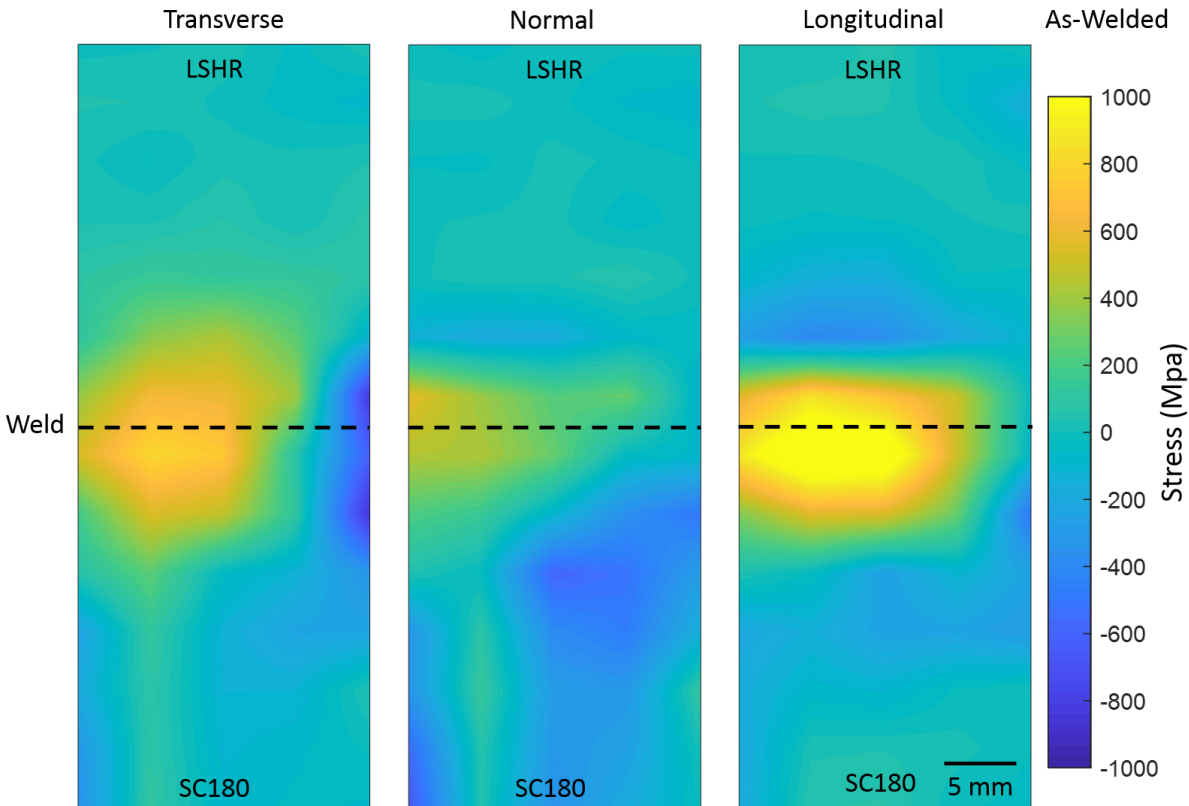 Transverse
Normal
Longitudinal
As-Welded
LSHR
LSHR
LSHR
1000
800
600
400
200
0
-200
-400
-600
-800
-1000
Stress (Mpa)
Weld
SC180
SC180
SC180
5 mm